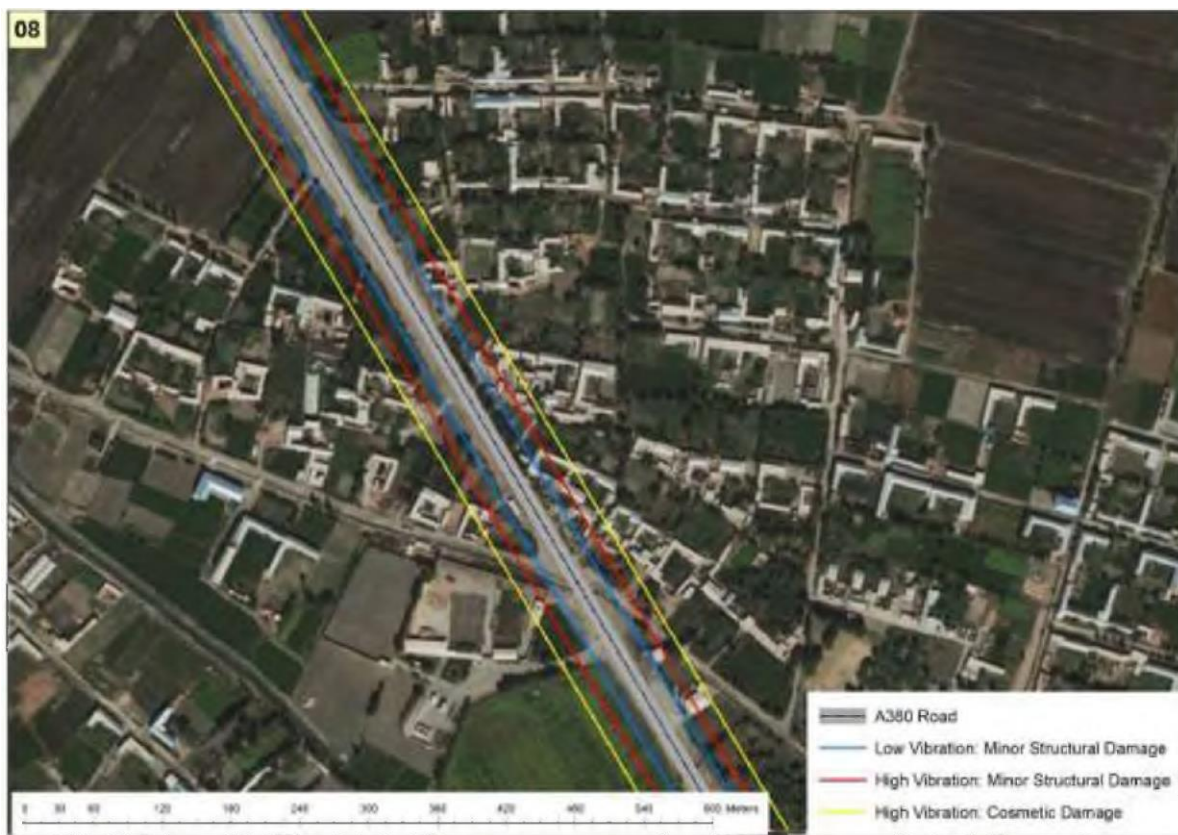 08
A380 Road
Low Vibration: Minor Structural Damage
High Vibration: Minor Structural Damage
High Vibration: Cosmetic Damage
0 30 60 120 180 240 300 360 420 480 540 600 Meters